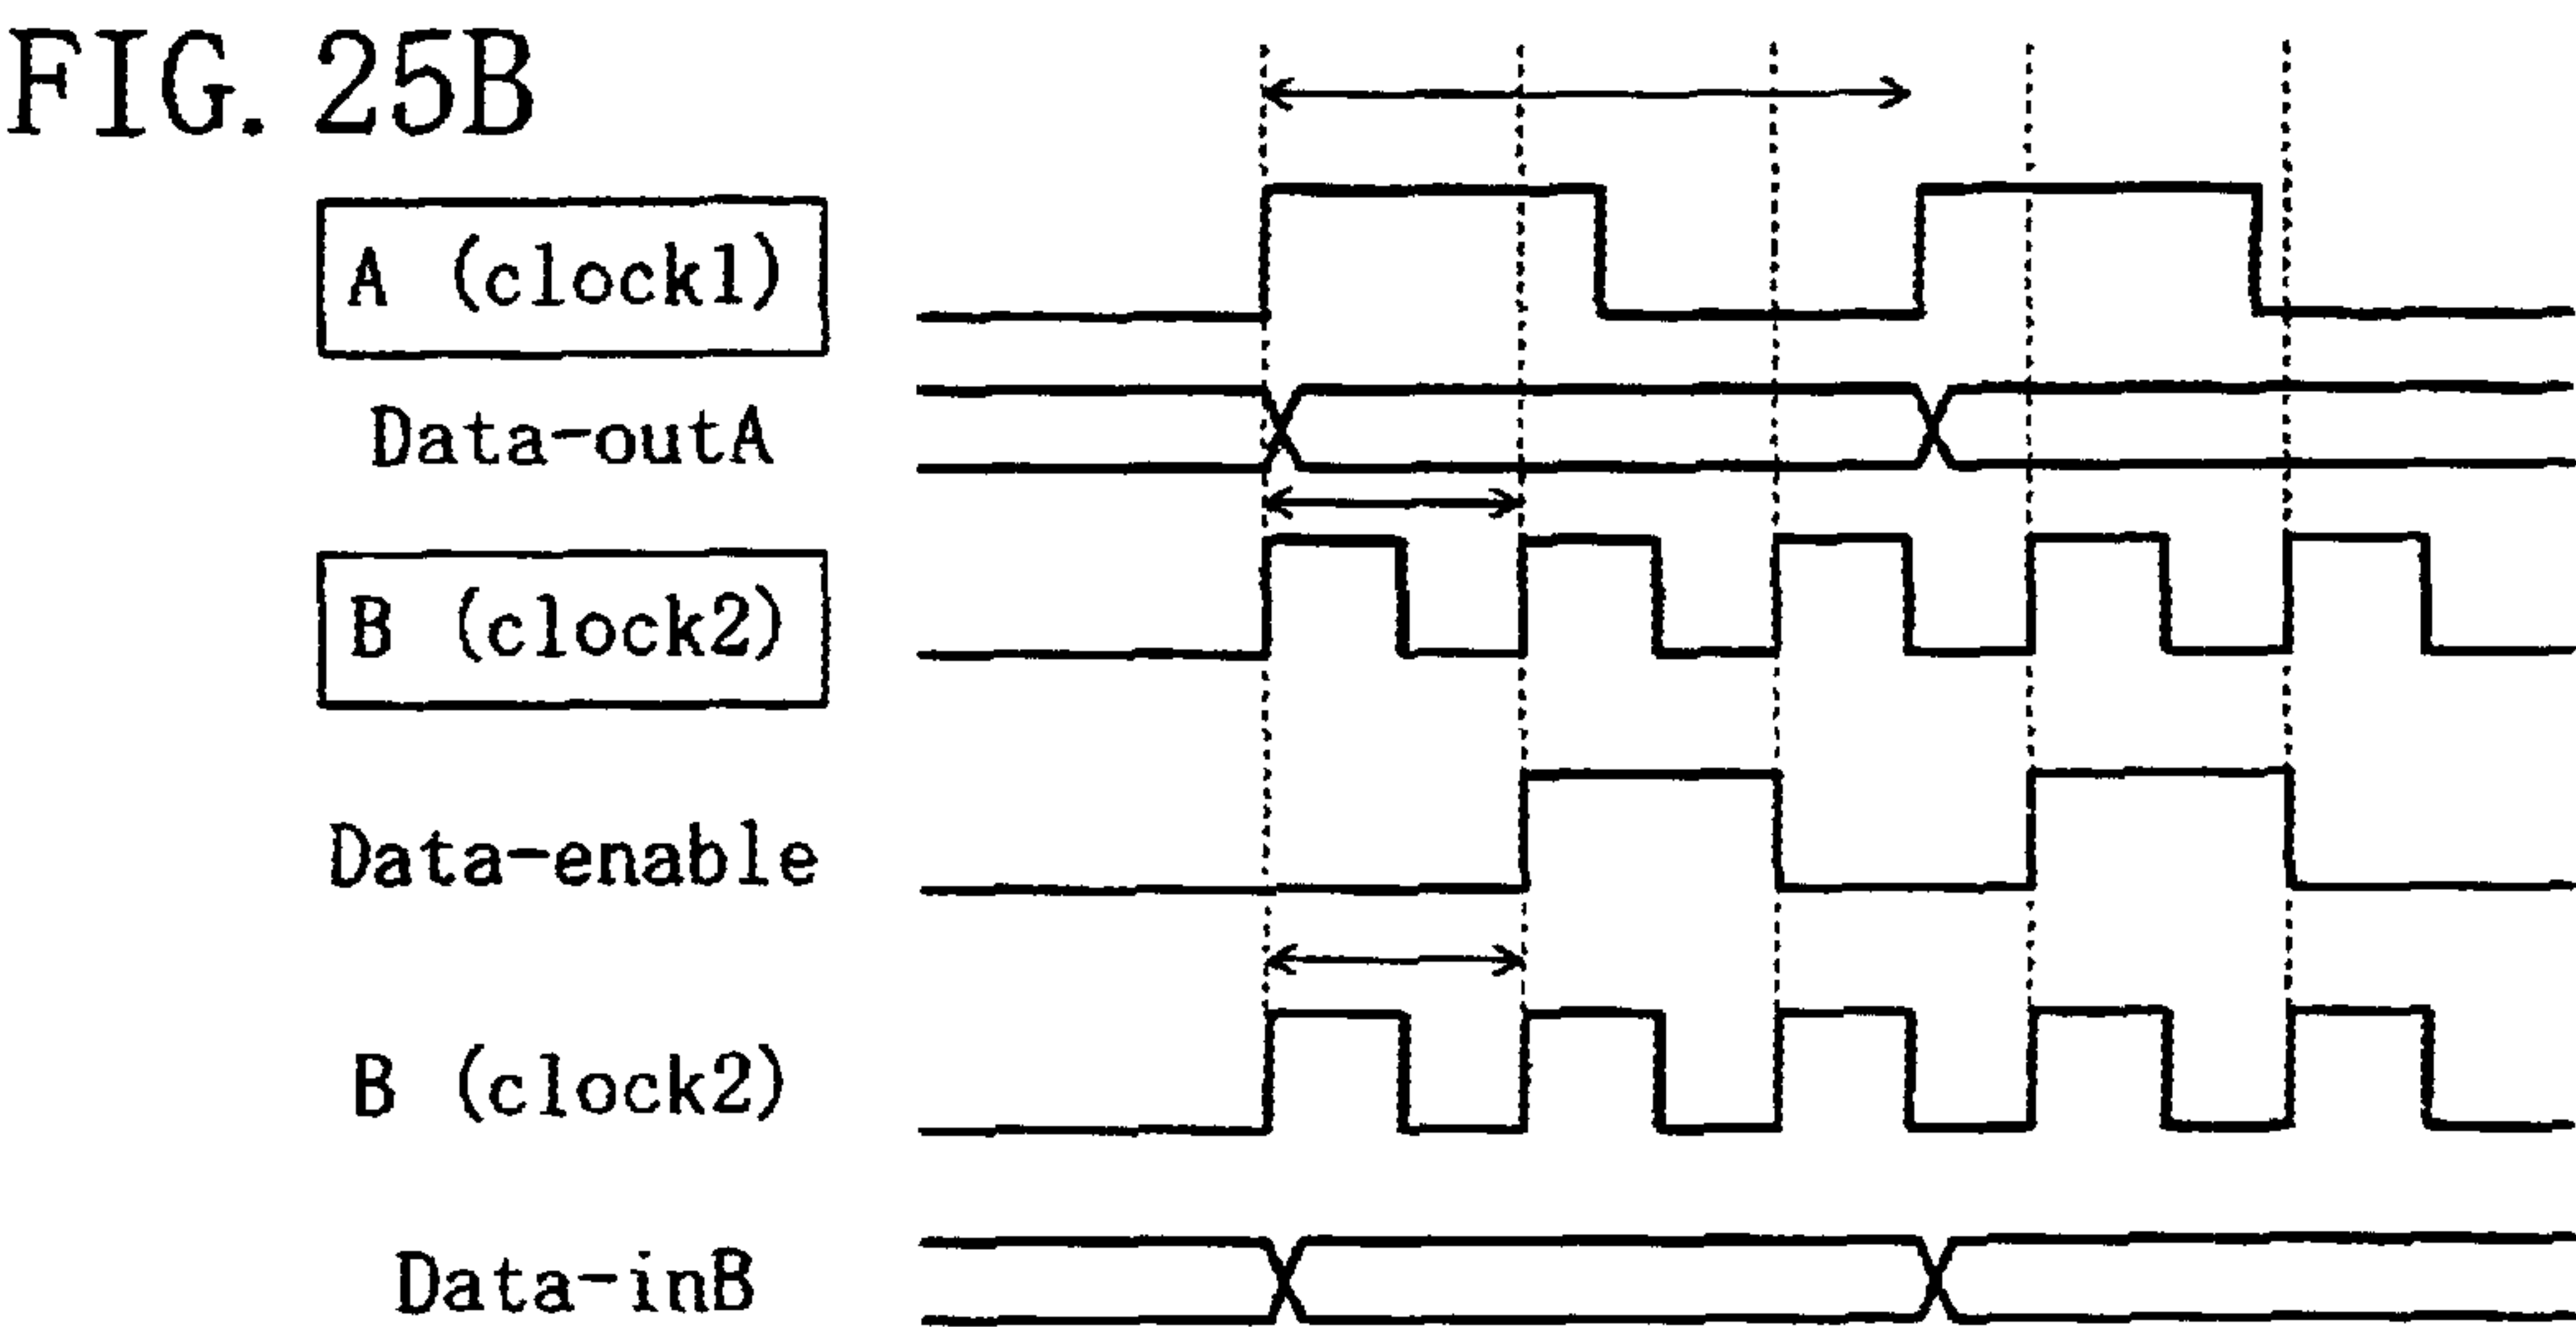 FIG. 25B
A (clock1)
Data-outA
B (clock2)
Data-enable
B (clock2)
Data-inB